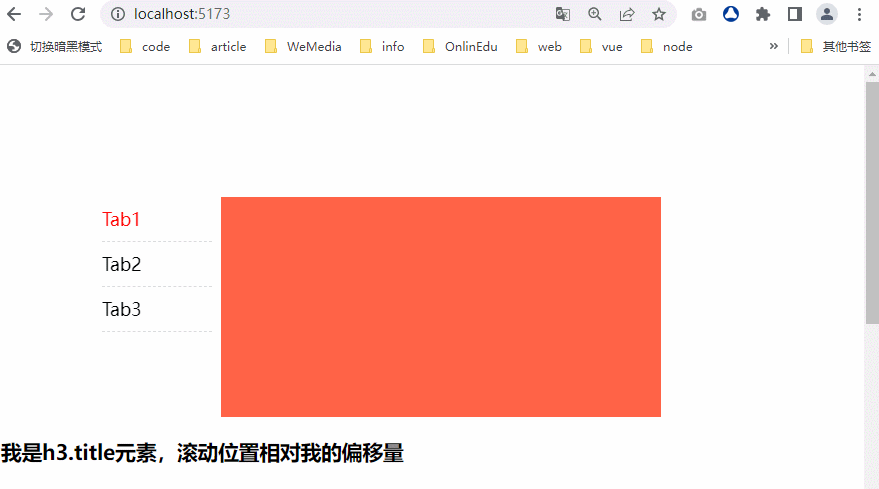 localhost:5173
切换暗黑模式 code article WeMedia info OnlinEdu web vue node » 其他书签
Tab1
Tab2
Tab3
我是h3.title元素，滚动位置相对我的偏移量